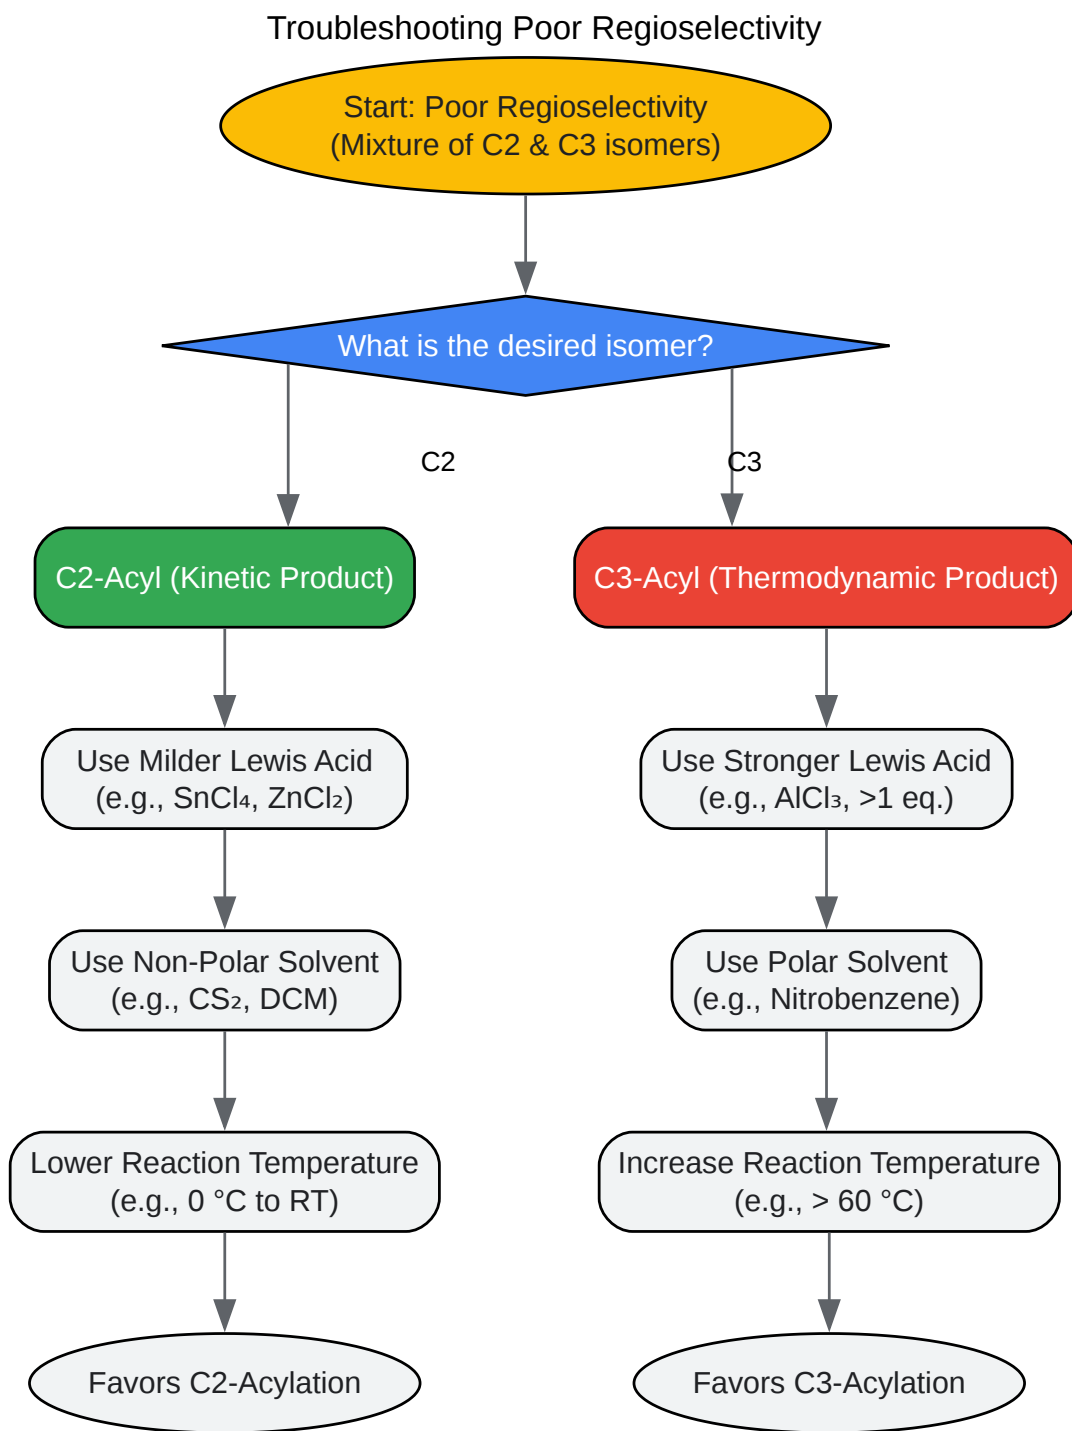 Troubleshooting Poor Regioselectivity
Start: Poor Regioselectivity
(Mixture of C2 & C3 isomers)
What is the desired isomer?
C2
C3
C2-Acyl (Kinetic Product)
C3-Acyl (Thermodynamic Product)
Use Milder Lewis Acid
(e.g., SnCl₄, ZnCl₂)
Use Stronger Lewis Acid
(e.g., AlCl₃, >1 eq.)
Use Non-Polar Solvent
(e.g., CS₂, DCM)
Use Polar Solvent
(e.g., Nitrobenzene)
Lower Reaction Temperature
(e.g., 0 °C to RT)
Increase Reaction Temperature
(e.g., > 60 °C)
Favors C2-Acylation
Favors C3-Acylation